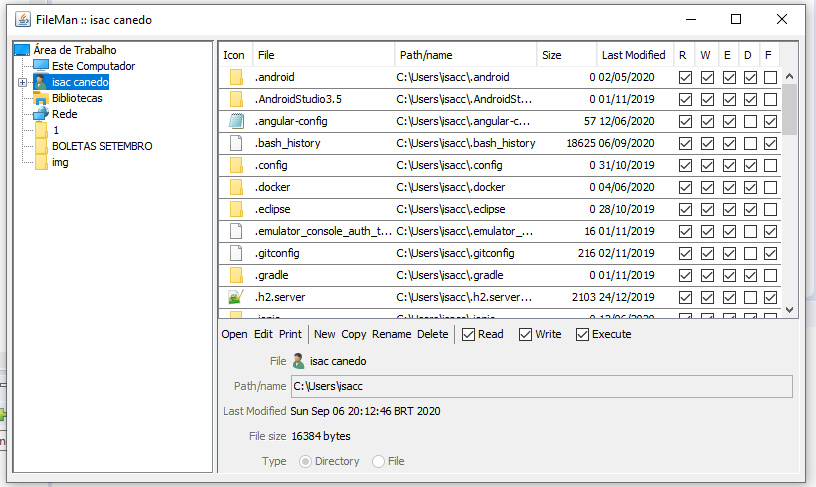 FileMan :: isac canedo
Área de Trabalho
Este Computador
isac canedo
Bibliotecas
Rede
1
BOLETAS SETEMBRO
img
Icon File Path/name Size Last Modified R W E D F
.android C:\Users\isacc\.android 0 02/05/2020
.AndroidStudio3.5 C:\Users\isacc\.AndroidSt... 0 01/11/2019
.angular-config C:\Users\isacc\.angular-c... 57 12/06/2020
.bash_history C:\Users\isacc\.bash_history 18625 06/09/2020
.config C:\Users\isacc\.config 0 31/10/2019
.docker C:\Users\isacc\.docker 0 04/06/2020
.eclipse C:\Users\isacc\.eclipse 0 28/10/2019
.emulator_console_auth_t... C:\Users\isacc\.emulator_... 16 01/11/2019
.gitconfig C:\Users\isacc\.gitconfig 216 02/11/2019
.gradle C:\Users\isacc\.gradle 0 01/11/2019
.h2.server C:\Users\isacc\.h2.server... 2103 24/12/2019
Open Edit Print New Copy Rename Delete Read Write Execute
File isac canedo
Path/name C:\Users\isacc
Last Modified Sun Sep 06 20:12:46 BRT 2020
File size 16384 bytes
Type Directory File